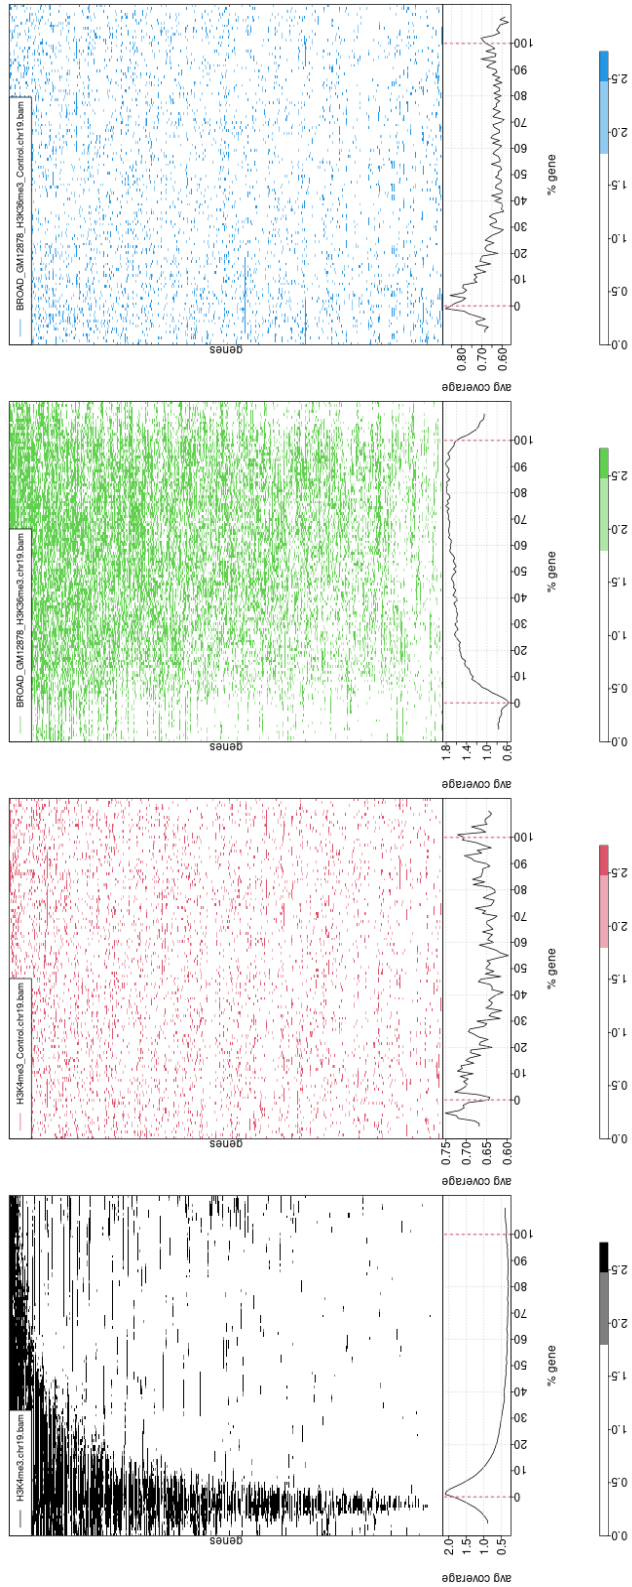 H3K4me3.chr19.bam
genes
2.0
1.5
1.0
0.5
avg coverage
0 10 20 30 40 50 60 70 80 90 100
% gene
0.0 0.5 1.0 1.5 2.0 2.5
H3K4me3_Control.chr19.bam
genes
0.75
0.70
0.65
0.60
avg coverage
0 10 20 30 40 50 60 70 80 90 100
% gene
0.0 0.5 1.0 1.5 2.0 2.5
BROAD_GM12878_H3K36me3.chr19.bam
genes
1.8
1.4
1.0
0.6
avg coverage
0 10 20 30 40 50 60 70 80 90 100
% gene
0.0 0.5 1.0 1.5 2.0 2.5
BROAD_GM12878_H3K36me3_Control.chr19.bam
genes
0.80
0.70
0.60
avg coverage
0 10 20 30 40 50 60 70 80 90 100
% gene
0.0 0.5 1.0 1.5 2.0 2.5